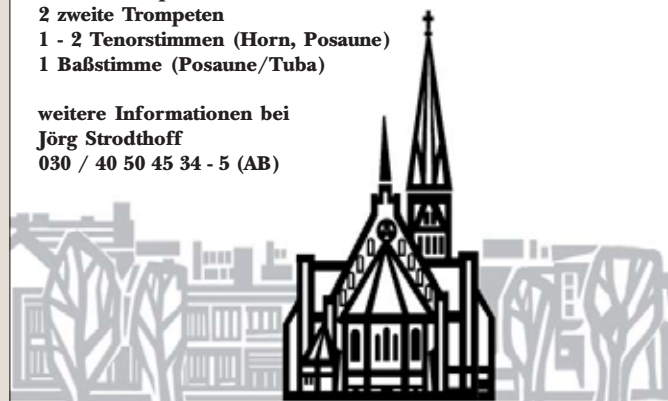 2 zweite Trompeten
1 - 2 Tenorstimmen (Horn, Posaune)
1 Baßstimme (Posaune/Tuba)
weitere Informationen bei
Jörg Strodthoff
030 / 40 50 45 34 - 5 (AB)